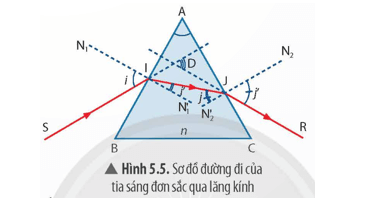 A
N₁
N₂
D
i
I
J
r
j
j'
N'₁
N'₂
S
n
R
B
C
▲ Hình 5.5. Sơ đồ đường đi của
tia sáng đơn sắc qua lăng kính